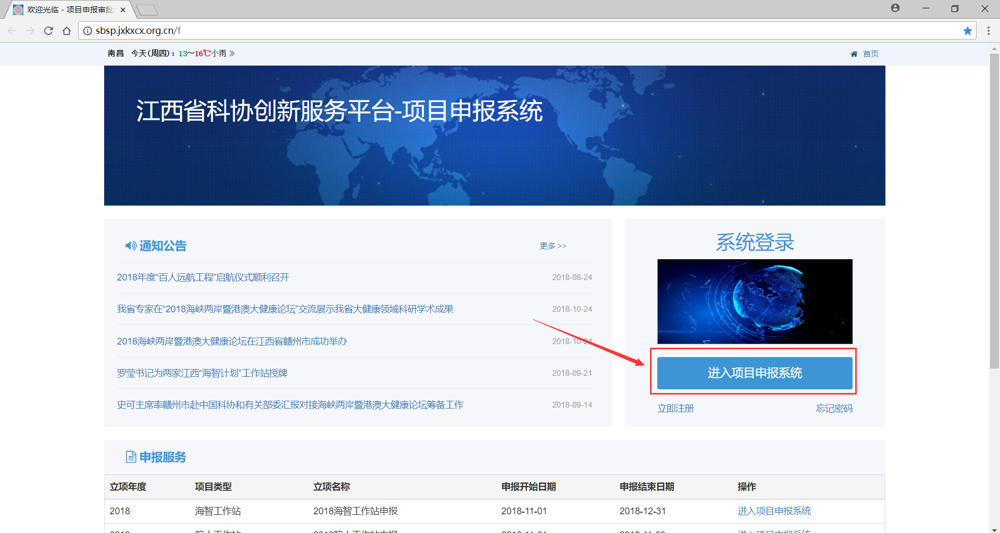 欢迎光临 - 项目申报审批
sbsp.jxkxcx.org.cn/f
南昌 今天(周四)：13～16℃小雨
首页
江西省科协创新服务平台-项目申报系统
通知公告 更多 >>
2018年度“百人远航工程”启航仪式顺利召开 2018-08-24
我省专家在“2018海峡两岸暨港澳大健康论坛”交流展示我省大健康领域科研学术成果 2018-10-24
2018海峡两岸暨港澳大健康论坛在江西省赣州市成功举办 2018-10-24
罗莹书记为两家江西“海智计划”工作站授牌 2018-09-21
史可主席率赣州市赴中国科协和有关部委汇报对接海峡两岸暨港澳大健康论坛筹备工作 2018-09-14
系统登录
进入项目申报系统
立即注册 忘记密码
申报服务
立项年度 项目类型 立项名称 申报开始日期 申报结束日期 操作
2018 海智工作站 2018海智工作站申报 2018-11-01 2018-12-31 进入项目申报系统